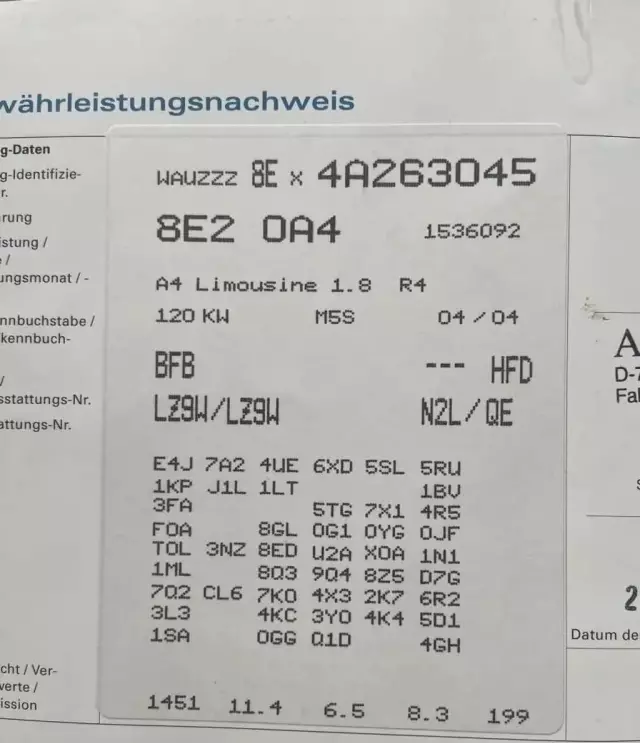 währleistungsnachweis
g-Daten
g-Identifizie-
r.
WAUZZZ 8E x 4A263045
rung
8E2 0A4 1536092
istung /
/
ungsmonat / -
A4 Limousine 1.8 R4
120 KW M5S 04/04
nnbuchstabe /
kennbuch-
BFB --- HFD
/
sstattungs-Nr.
LZ9W/LZ9W N2L/QE
attungs-Nr.
E4J 7A2 4UE 6XD 5SL 5RU
1KP J1L 1LT 1BV
3FA 5TG 7X1 4R5
F0A 8GL 0G1 0YG 0JF
T0L 3NZ 8ED U2A X0A 1N1
1ML 8Q3 9Q4 8Z5 D7G
7Q2 CL6 7K0 4X3 2K7 6R2
3L3 4KC 3Y0 4K4 5D1
1SA 0GG Q1D 4GH
cht / Ver-
werte /
ission
1451 11.4 6.5 8.3 199
A
D-7
Fal
2
Datum de